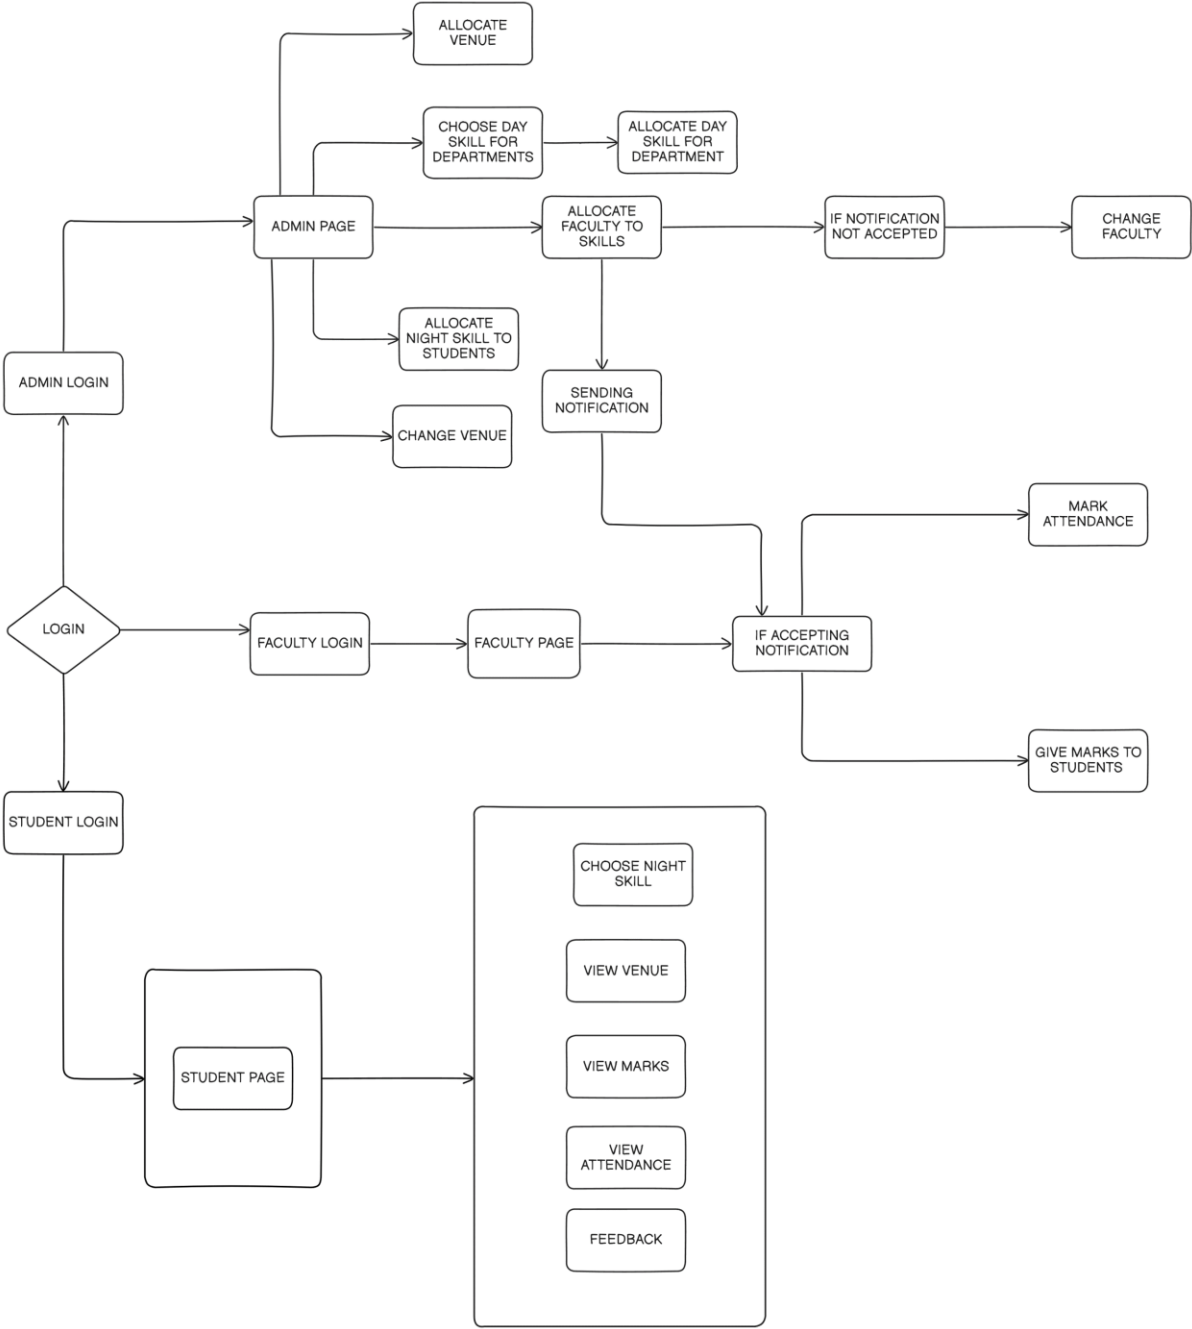 ALLOCATE
VENUE
CHOOSE DAY
SKILL FOR
DEPARTMENTS
ALLOCATE DAY
SKILL FOR
DEPARTMENT
ADMIN PAGE
ALLOCATE
FACULTY TO
SKILLS
IF NOTIFICATION
NOT ACCEPTED
CHANGE
FACULTY
ALLOCATE
NIGHT SKILL TO
STUDENTS
ADMIN LOGIN
SENDING
NOTIFICATION
CHANGE VENUE
MARK
ATTENDANCE
LOGIN
FACULTY LOGIN
FACULTY PAGE
IF ACCEPTING
NOTIFICATION
GIVE MARKS TO
STUDENTS
STUDENT LOGIN
CHOOSE NIGHT
SKILL
VIEW VENUE
VIEW MARKS
STUDENT PAGE
VIEW
ATTENDANCE
FEEDBACK